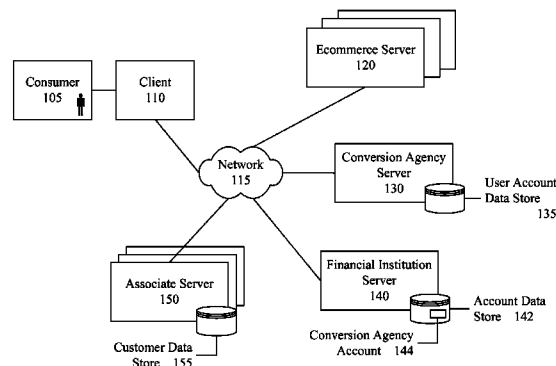 Ecommerce Server
120
Consumer
105
Client
110
Network
115
Conversion Agency
Server
130
User Account
Data Store
135
Associate Server
150
Financial Institution
Server
140
Account Data
Store 142
Customer Data
Store 155
Conversion Agency
Account 144